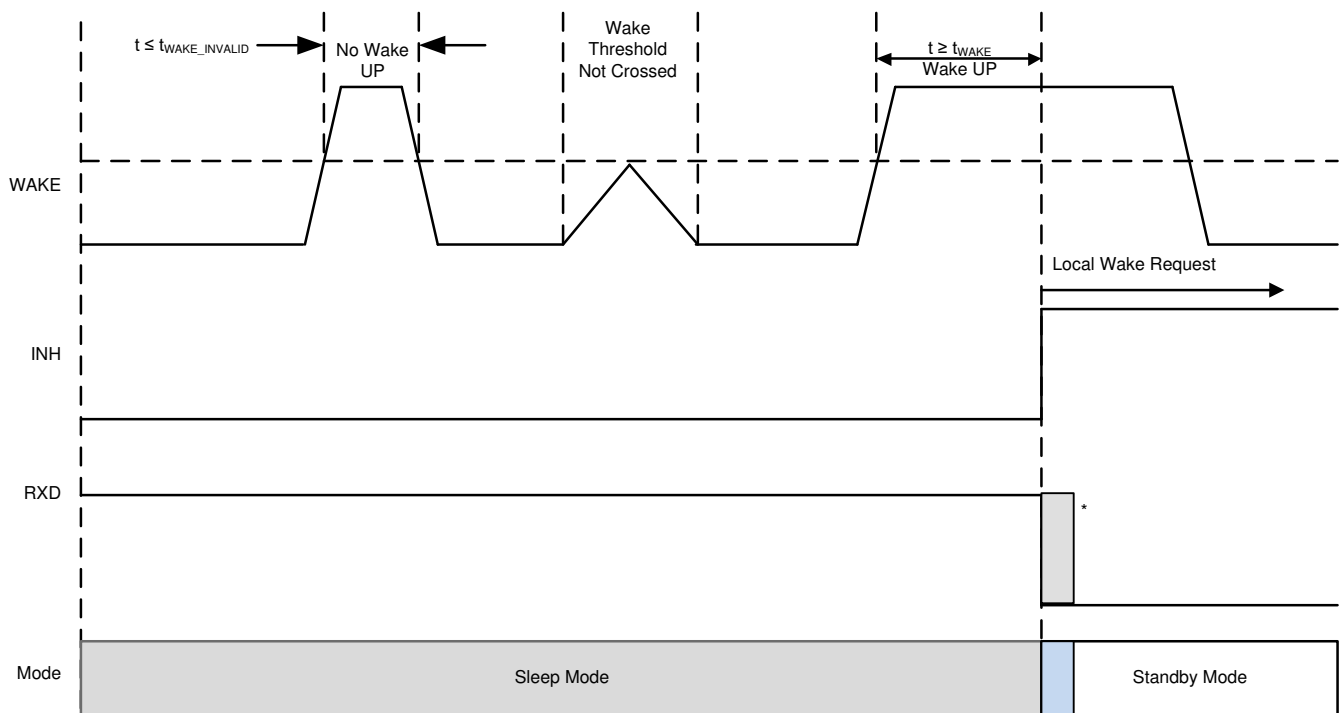 t ≤ tWAKE_INVALID
No Wake
UP
Wake
Threshold
Not Crossed
t ≥ tWAKE
Wake UP
WAKE
Local Wake Request
INH
RXD
*
Mode
Sleep Mode
Standby Mode